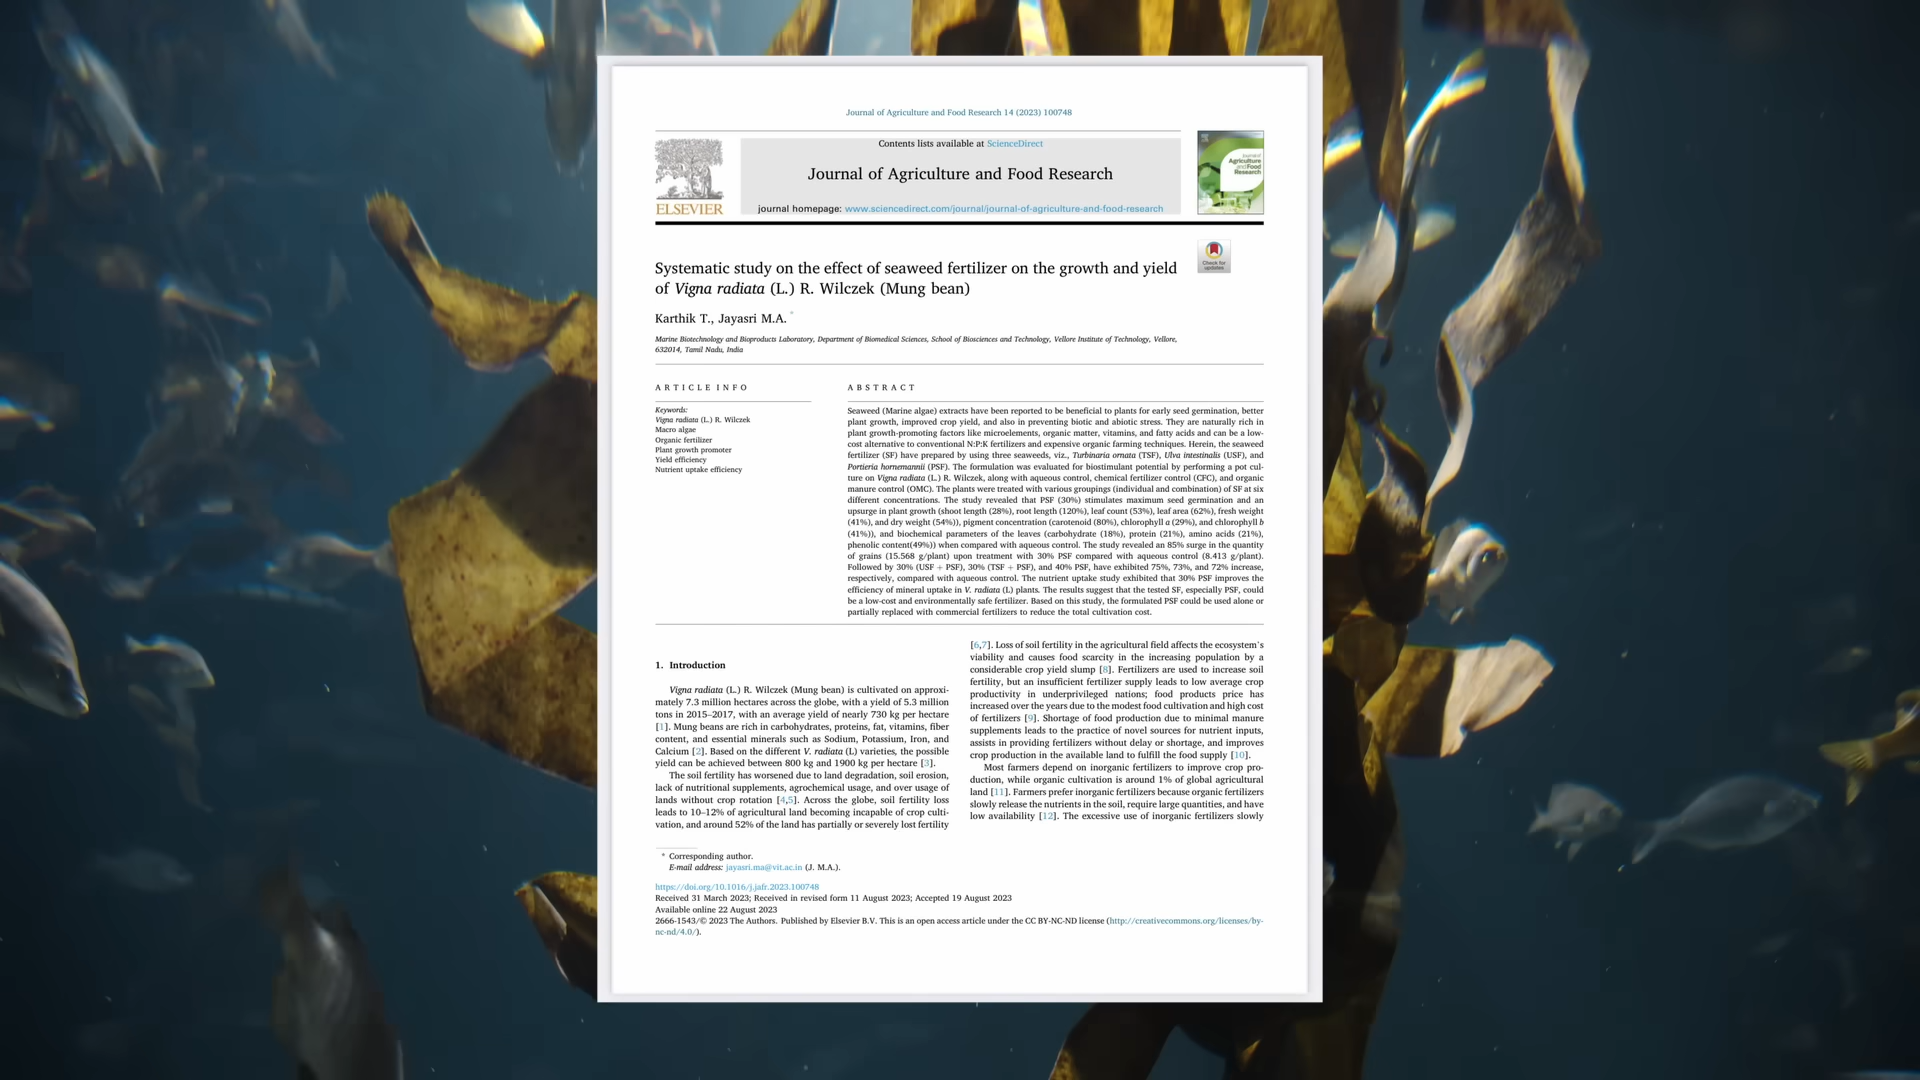 Journal of Agriculture and Food Research 14 (2023) 100748
Contents lists available at ScienceDirect
Journal of Agriculture and Food Research
journal homepage: www.sciencedirect.com/journal/journal-of-agriculture-and-food-research
ELSEVIER
Journal of
Agriculture
and Food
Research
Check for
updates
Systematic study on the effect of seaweed fertilizer on the growth and yield
of Vigna radiata (L.) R. Wilczek (Mung bean)
Karthik T., Jayasri M.A. *
Marine Biotechnology and Bioproducts Laboratory, Department of Biomedical Sciences, School of Biosciences and Technology, Vellore Institute of Technology, Vellore,
632014, Tamil Nadu, India
ARTICLE INFO
Keywords:
Vigna radiata (L.) R. Wilczek
Macro algae
Organic fertilizer
Plant growth promoter
Yield efficiency
Nutrient uptake efficiency
ABSTRACT
Seaweed (Marine algae) extracts have been reported to be beneficial to plants for early seed germination, better
plant growth, improved crop yield, and also in preventing biotic and abiotic stress. They are naturally rich in
plant growth-promoting factors like microelements, organic matter, vitamins, and fatty acids and can be a low-
cost alternative to conventional N:P:K fertilizers and expensive organic farming techniques. Herein, the seaweed
fertilizer (SF) have prepared by using three seaweeds, viz., Turbinaria ornata (TSF), Ulva intestinalis (USF), and
Portieria hornemannii (PSF). The formulation was evaluated for biostimulant potential by performing a pot cul-
ture on Vigna radiata (L.) R. Wilczek, along with aqueous control, chemical fertilizer control (CFC), and organic
manure control (OMC). The plants were treated with various groupings (individual and combination) of SF at six
different concentrations. The study revealed that PSF (30%) stimulates maximum seed germination and an
upsurge in plant growth (shoot length (28%), root length (120%), leaf count (53%), leaf area (62%), fresh weight
(41%), and dry weight (54%)), pigment concentration (carotenoid (80%), chlorophyll a (29%), and chlorophyll b
(41%)), and biochemical parameters of the leaves (carbohydrate (18%), protein (21%), amino acids (21%),
phenolic content(49%)) when compared with aqueous control. The study revealed an 85% surge in the quantity
of grains (15.568 g/plant) upon treatment with 30% PSF compared with aqueous control (8.413 g/plant).
Followed by 30% (USF + PSF), 30% (TSF + PSF), and 40% PSF, have exhibited 75%, 73%, and 72% increase,
respectively, compared with aqueous control. The nutrient uptake study exhibited that 30% PSF improves the
efficiency of mineral uptake in V. radiata (L) plants. The results suggest that the tested SF, especially PSF, could
be a low-cost and environmentally safe fertilizer. Based on this study, the formulated PSF could be used alone or
partially replaced with commercial fertilizers to reduce the total cultivation cost.
1. Introduction
Vigna radiata (L.) R. Wilczek (Mung bean) is cultivated on approxi-
mately 7.3 million hectares across the globe, with a yield of 5.3 million
tons in 2015–2017, with an average yield of nearly 730 kg per hectare
[1]. Mung beans are rich in carbohydrates, proteins, fat, vitamins, fiber
content, and essential minerals such as Sodium, Potassium, Iron, and
Calcium [2]. Based on the different V. radiata (L) varieties, the possible
yield can be achieved between 800 kg and 1900 kg per hectare [3].
The soil fertility has worsened due to land degradation, soil erosion,
lack of nutritional supplements, agrochemical usage, and over usage of
lands without crop rotation [4,5]. Across the globe, soil fertility loss
leads to 10–12% of agricultural land becoming incapable of crop culti-
vation, and around 52% of the land has partially or severely lost fertility
[6,7]. Loss of soil fertility in the agricultural field affects the ecosystem's
viability and causes food scarcity in the increasing population by a
considerable crop yield slump [8]. Fertilizers are used to increase soil
fertility, but an insufficient fertilizer supply leads to low average crop
productivity in underprivileged nations; food products price has
increased over the years due to the modest food cultivation and high cost
of fertilizers [9]. Shortage of food production due to minimal manure
supplements leads to the practice of novel sources for nutrient inputs,
assists in providing fertilizers without delay or shortage, and improves
crop production in the available land to fulfill the food supply [10].
Most farmers depend on inorganic fertilizers to improve crop pro-
duction, while organic cultivation is around 1% of global agricultural
land [11]. Farmers prefer inorganic fertilizers because organic fertilizers
slowly release the nutrients in the soil, require large quantities, and have
low availability [12]. The excessive use of inorganic fertilizers slowly
* Corresponding author.
E-mail address: jayasri.ma@vit.ac.in (J. M.A.).
https://doi.org/10.1016/j.jafr.2023.100748
Received 31 March 2023; Received in revised form 11 August 2023; Accepted 19 August 2023
Available online 22 August 2023
2666-1543/© 2023 The Authors. Published by Elsevier B.V. This is an open access article under the CC BY-NC-ND license (http://creativecommons.org/licenses/by-
nc-nd/4.0/).